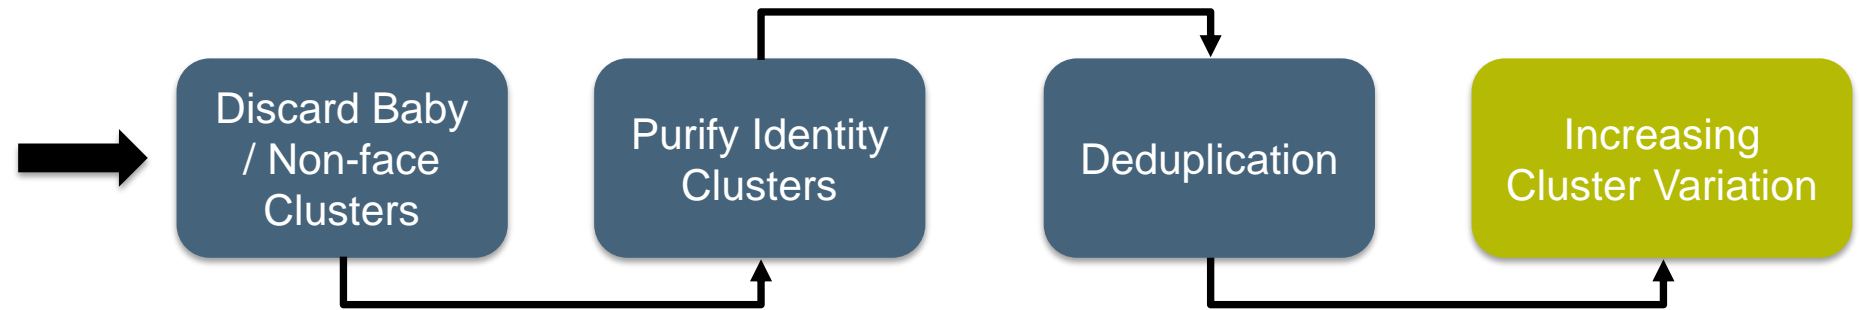 Discard Baby
/ Non-face
Clusters
Purify Identity
Clusters
Deduplication
Increasing
Cluster Variation